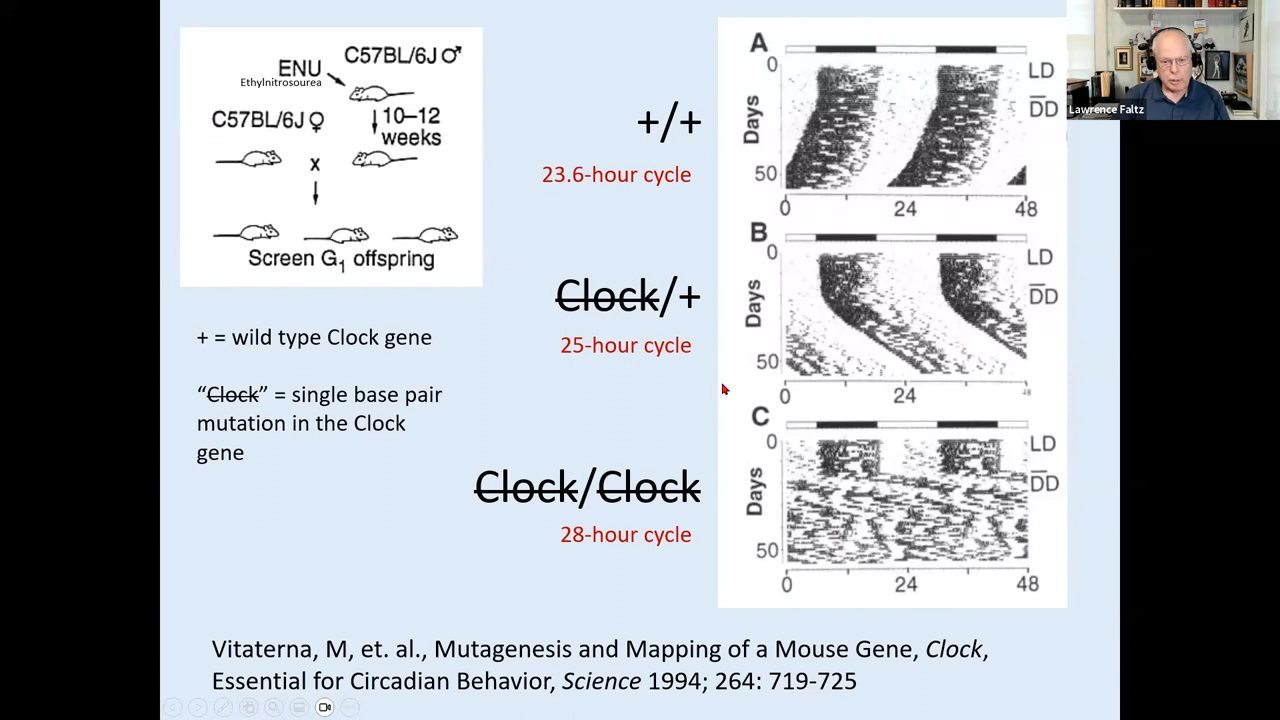 C57BL/6J ♂
ENU
Ethylnitrosourea
C57BL/6J ♀
10–12
weeks
x
Screen G1 offspring
+ = wild type Clock gene
“Clock” = single base pair
mutation in the Clock
gene
+/+
23.6-hour cycle
Clock/+
25-hour cycle
Clock/Clock
28-hour cycle
A
0
LD
DD
Days
50
0 24 48
B
0
LD
DD
Days
50
0 24 48
C
0
LD
DD
Days
50
0 24 48
Lawrence Faltz
Vitaterna, M, et. al., Mutagenesis and Mapping of a Mouse Gene, Clock,
Essential for Circadian Behavior, Science 1994; 264: 719-725